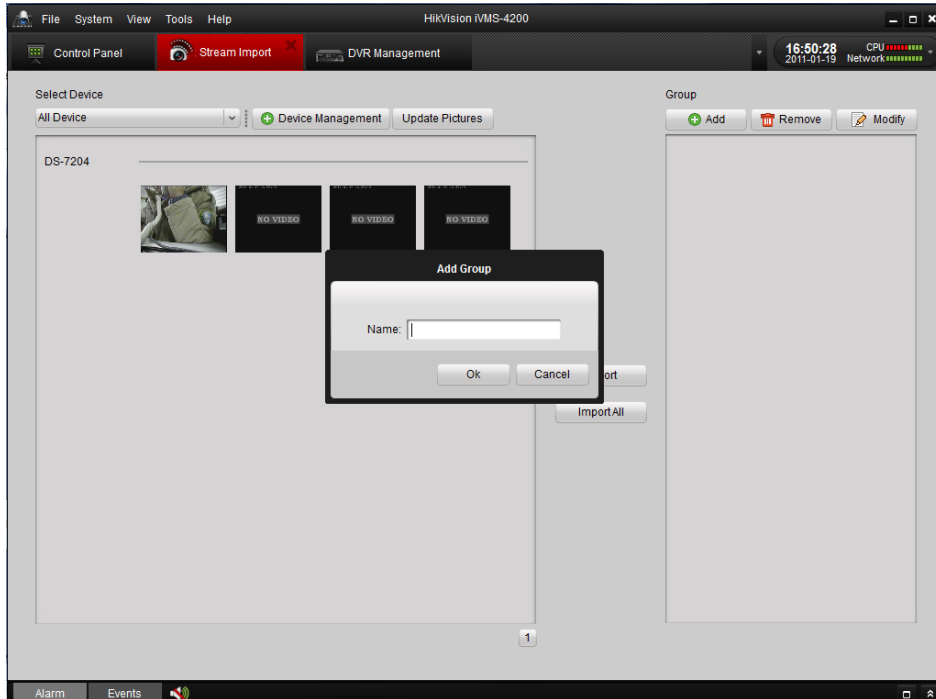 File System View Tools Help
HikVision iVMS-4200
Control Panel
Stream Import
DVR Management
16:50:28
2011-01-19
CPU
Network
Select Device
All Device
Device Management
Update Pictures
Group
Add
Remove
Modify
DS-7204
NO VIDEO
NO VIDEO
NO VIDEO
Add Group
Name:
Ok
Cancel
ort
Import All
1
Alarm
Events